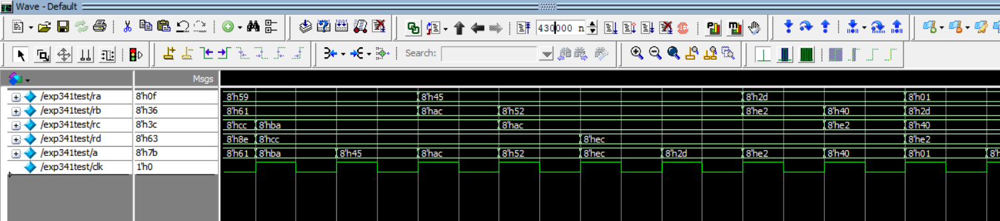 Wave - Default
430000 n
Search:
Msgs
/exp341test/ra 8'h0f 8'h59 8'h45 8'h2d 8'h01
/exp341test/rb 8'h36 8'h61 8'hac 8'h52 8'he2 8'h40 8'h2d
/exp341test/rc 8'h3c 8'hcc 8'hba 8'hac 8'he2 8'h40
/exp341test/rd 8'h63 8'h8e 8'hcc 8'hec 8'he2
/exp341test/a 8'h7b 8'h61 8'hba 8'h45 8'hac 8'h52 8'hec 8'h2d 8'he2 8'h40 8'h01 8'h
/exp341test/clk 1'h0